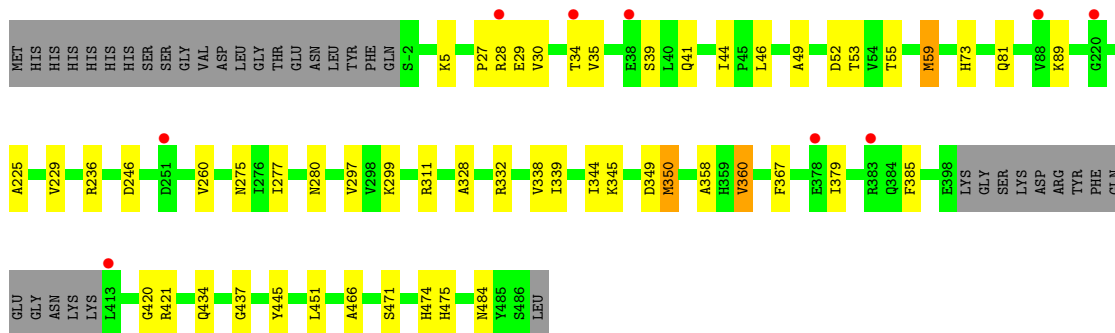 MET HIS HIS HIS HIS HIS HIS SER SER GLY VAL ASP LEU GLY THR GLU ASN LEU TYR PHE GLN S-2 K5 P27 R28 E29 V30 T34 V35 E38 S39 L40 Q41 I44 P45 L46 A49 D52 T53 V54 T55 M59 H73 Q81 V88 K89 G220
A225 V229 R236 D246 D251 V260 N275 I276 I277 N280 V297 V298 K299 R311 A328 R332 V338 I339 I344 K345 D349 M350 A358 H359 V360 F367 E378 I379 R383 Q384 F385 E398 LYS GLY SER LYS ASP ARG TYR PHE GLN
GLU GLY ASN LYS LYS L413 G420 R421 Q434 G437 Y445 L451 A466 S471 H474 H475 N484 Y485 S486 LEU